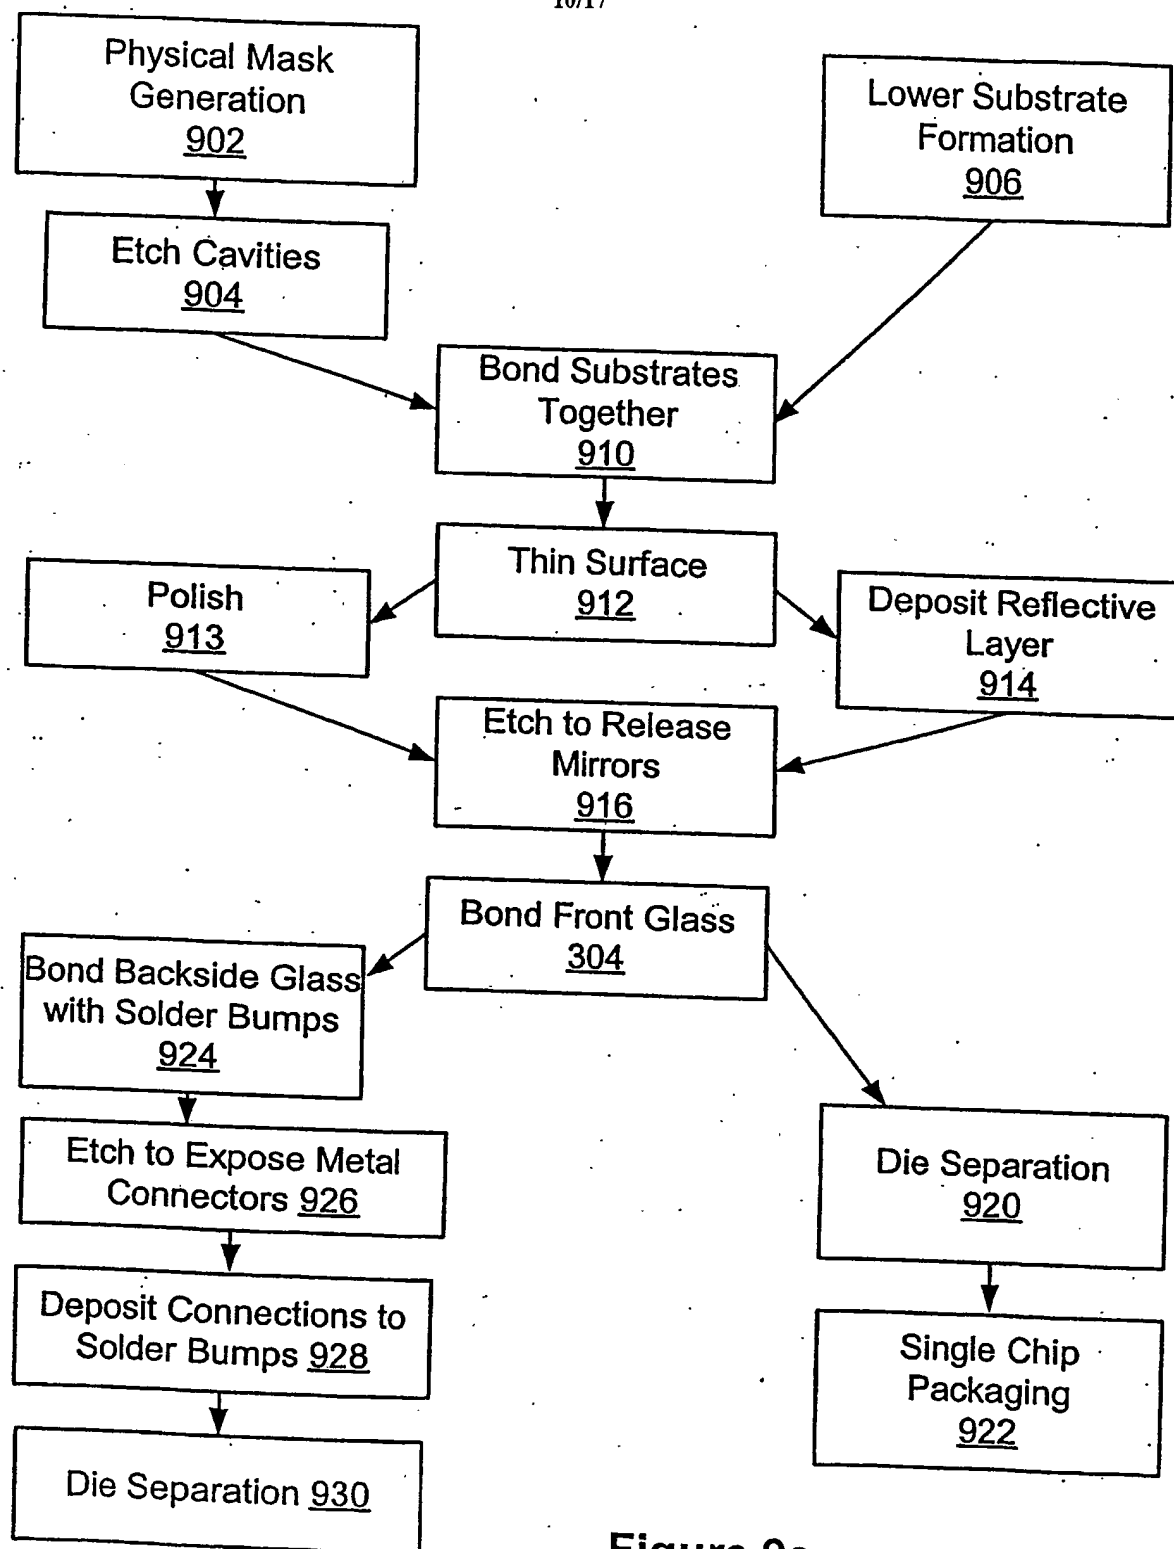 10/17
Physical Mask
Generation
902
Lower Substrate
Formation
906
Etch Cavities
904
Bond Substrates
Together
910
Thin Surface
912
Polish
913
Deposit Reflective
Layer
914
Etch to Release
Mirrors
916
Bond Front Glass
304
Bond Backside Glass
with Solder Bumps
924
Etch to Expose Metal
Connectors 926
Die Separation
920
Deposit Connections to
Solder Bumps 928
Single Chip
Packaging
922
Die Separation 930
Figure